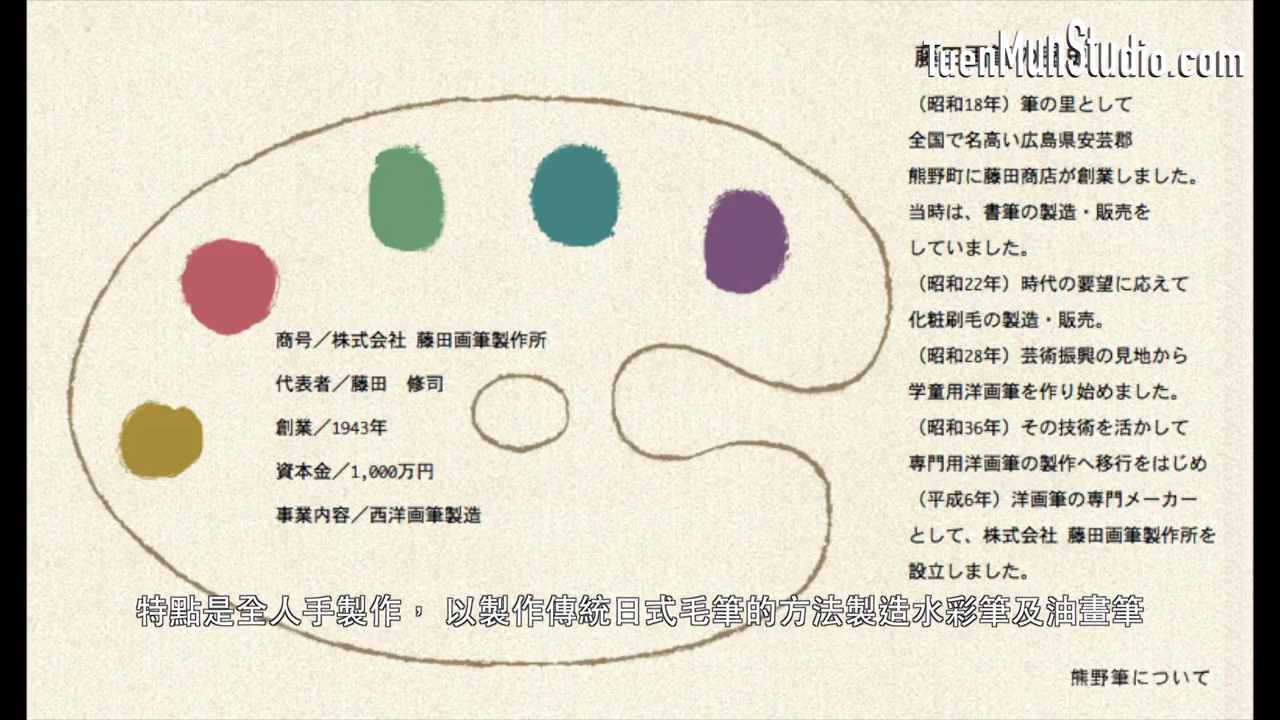 TuenMunStudio.com
（昭和18年）筆の里として
全国で名高い広島県安芸郡
熊野町に藤田商店が創業しました。
当時は、書筆の製造・販売を
していました。
（昭和22年）時代の要望に応えて
化粧刷毛の製造・販売。
（昭和28年）芸術振興の見地から
学童用洋画筆を作り始めました。
（昭和36年）その技術を活かして
専門用洋画筆の製作へ移行をはじめ
（平成6年）洋画筆の専門メーカー
として、株式会社 藤田画筆製作所を
設立しました。
商号／株式会社 藤田画筆製作所
代表者／藤田　修司
創業／1943年
資本金／1,000万円
事業内容／西洋画筆製造
特點是全人手製作， 以製作傳統日式毛筆的方法製造水彩筆及油畫筆
熊野筆について